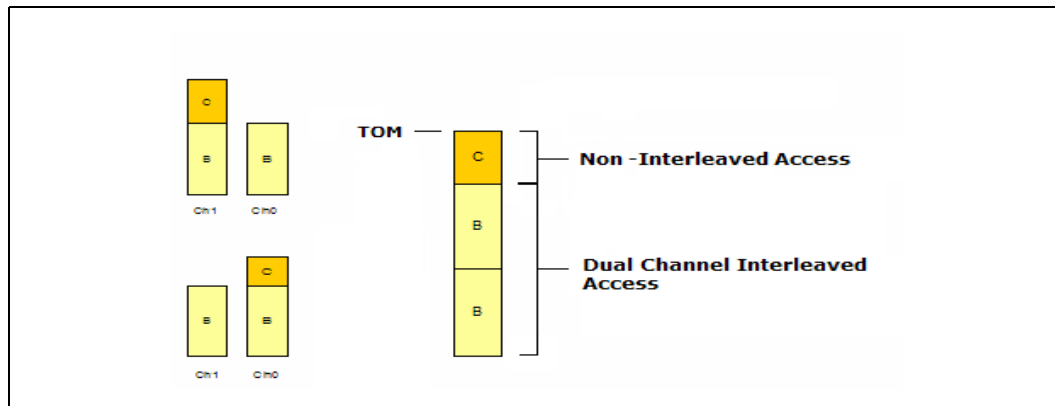 C
B
B
Ch1
Ch0
B
C
B
Ch1
Ch0
TOM
C
B
B
Non -Interleaved Access
Dual Channel Interleaved
Access